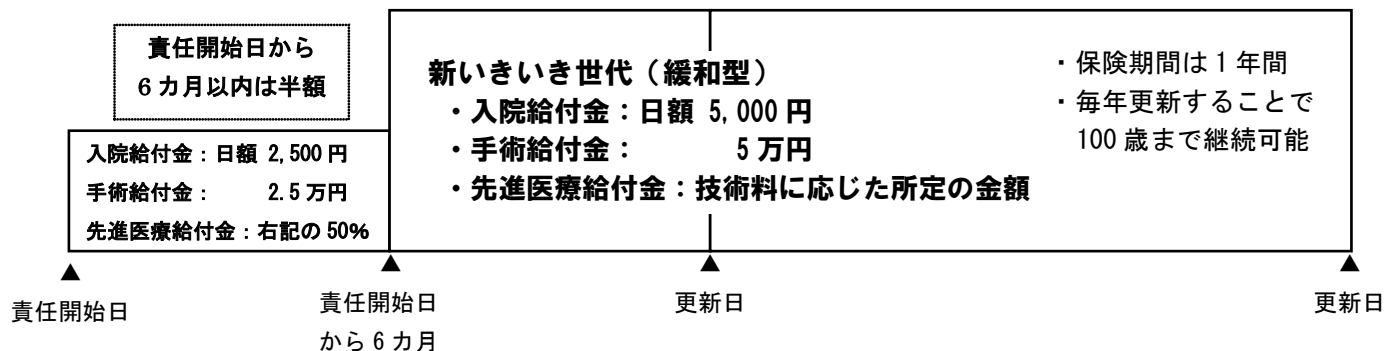 責任開始日から
6カ月以内は半額
入院給付金：日額 2,500円
手術給付金：　　2.5万円
先進医療給付金：右記の50%
新いきいき世代（緩和型）
・入院給付金：日額 5,000円
・手術給付金：　　　5万円
・先進医療給付金：技術料に応じた所定の金額
・保険期間は1年間
・毎年更新することで
100歳まで継続可能
▲
責任開始日
▲
責任開始日
から6カ月
▲
更新日
▲
更新日